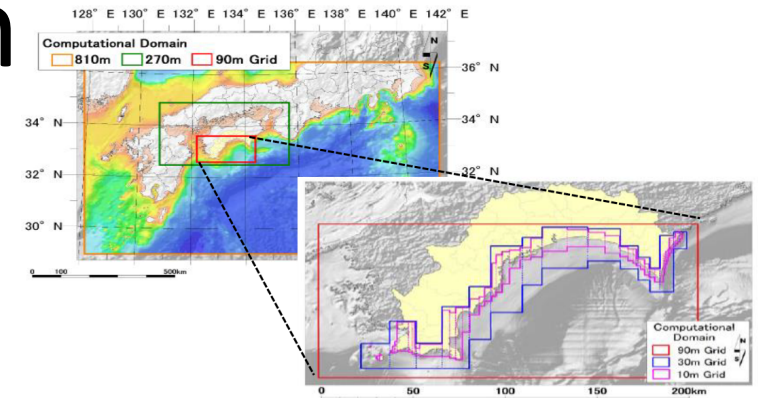 128° E 130° E 132° E 134° E 136° E 138° E 140° E 142° E
Computational Domain
810m 270m 90m Grid
N
S
36° N
34° N
34° N
32° N
32° N
30° N
0 100 500km
Computational
Domain
90m Grid
30m Grid
10m Grid
N
S
0 50 100 150 200km